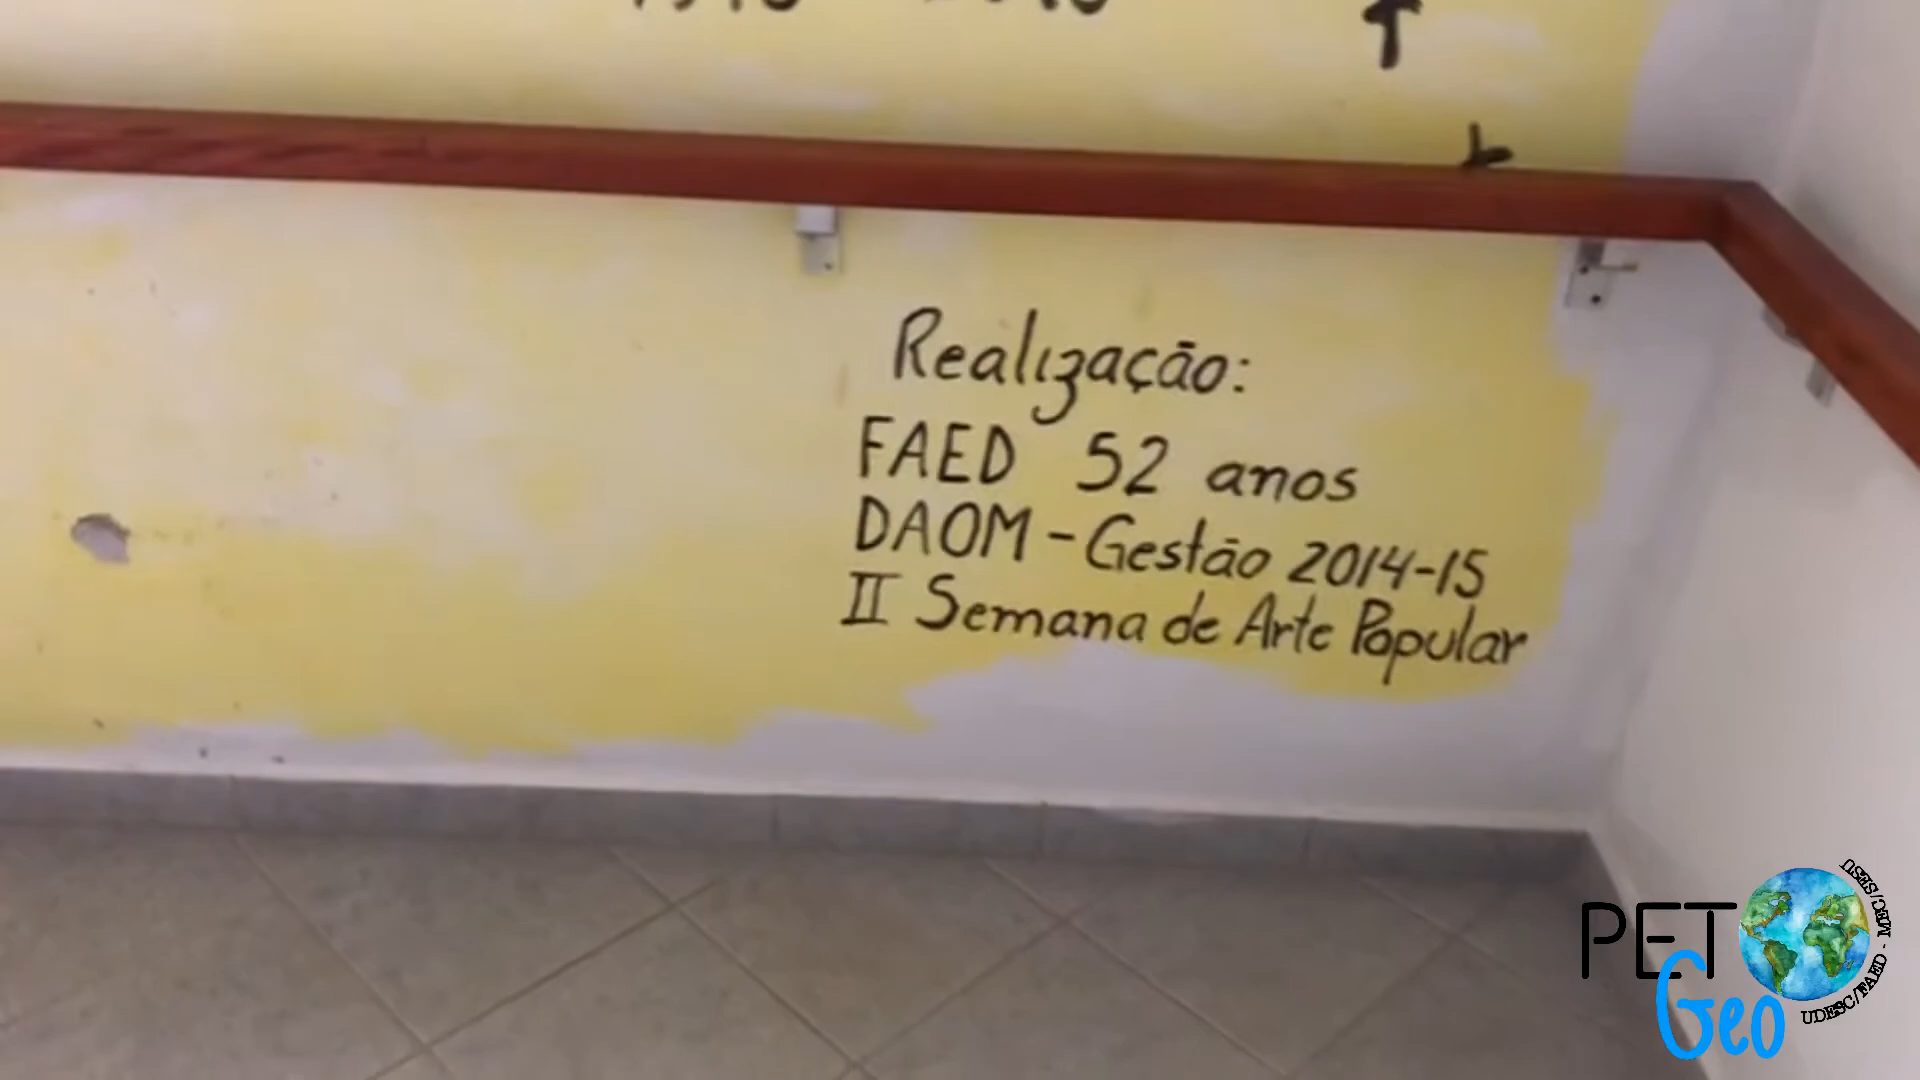 Realização:
FAED 52 anos
DAOM - Gestão 2014-15
II Semana de Arte Popular
PET
Geo
UDESC/FAED - MEC/SESU